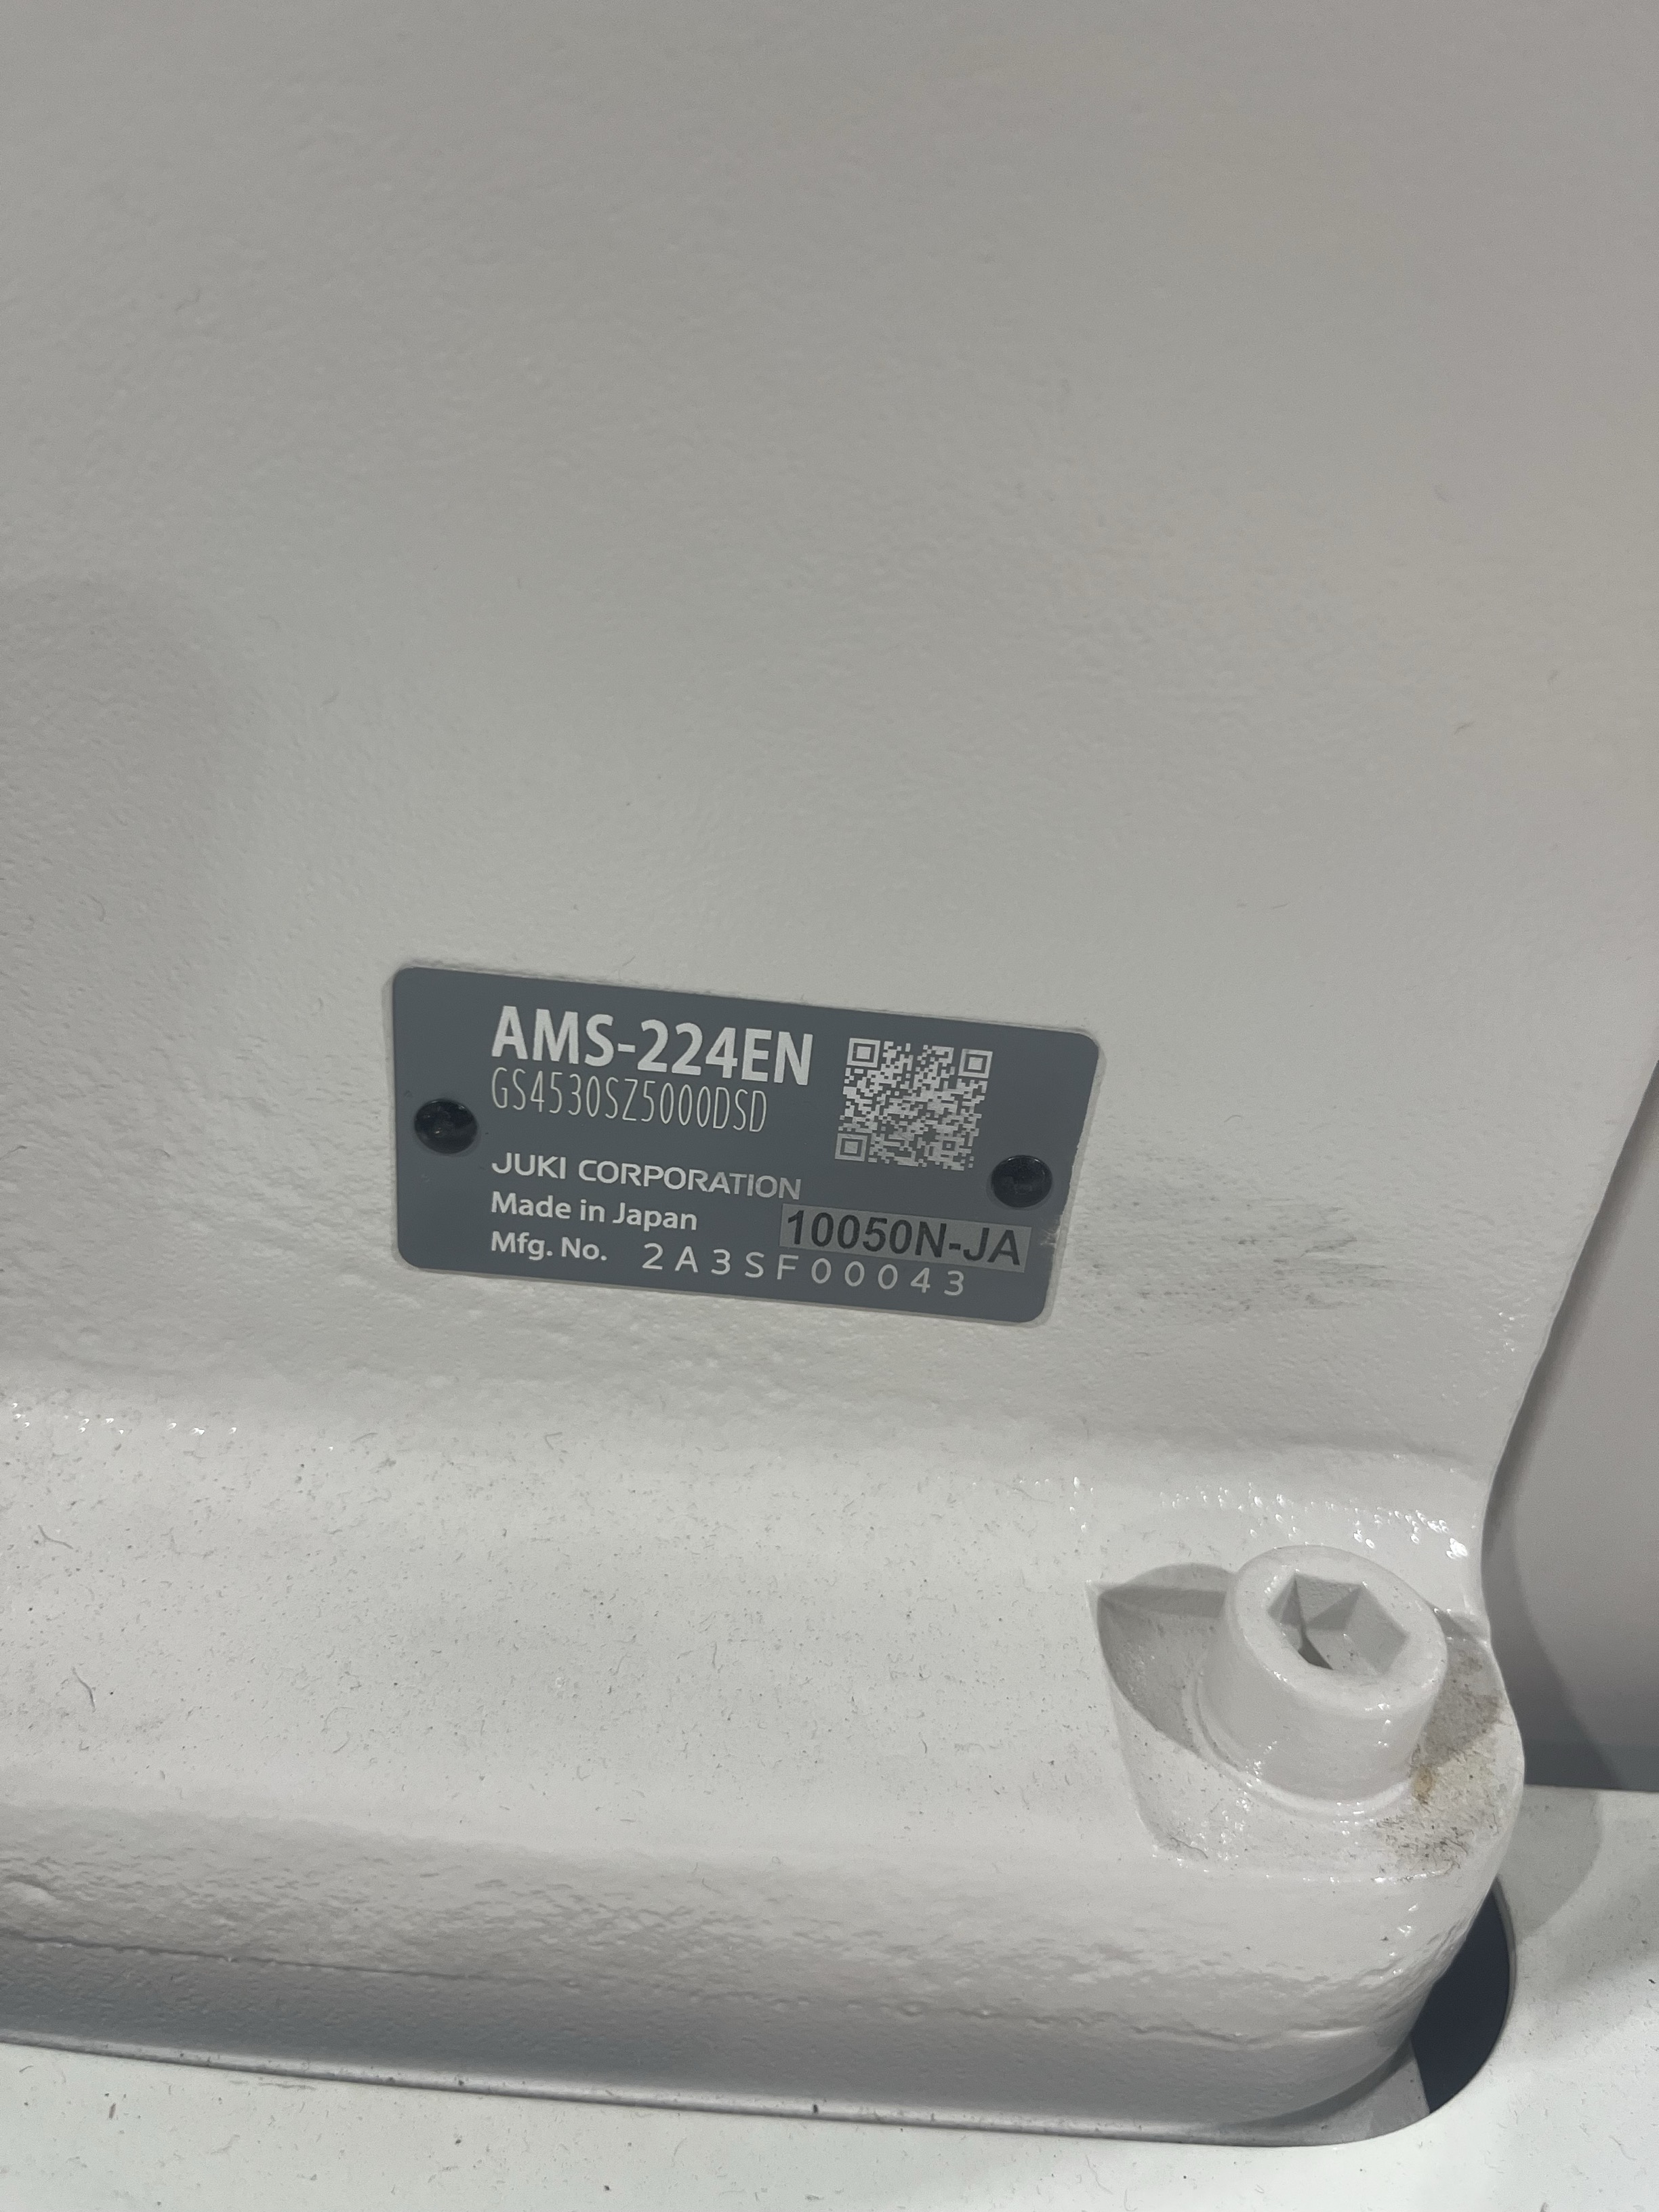 AMS-224EN
GS4530SZ5000DSD
JUKI CORPORATION
Made in Japan
10050N-JA
Mfg. No. 2A3SF00043